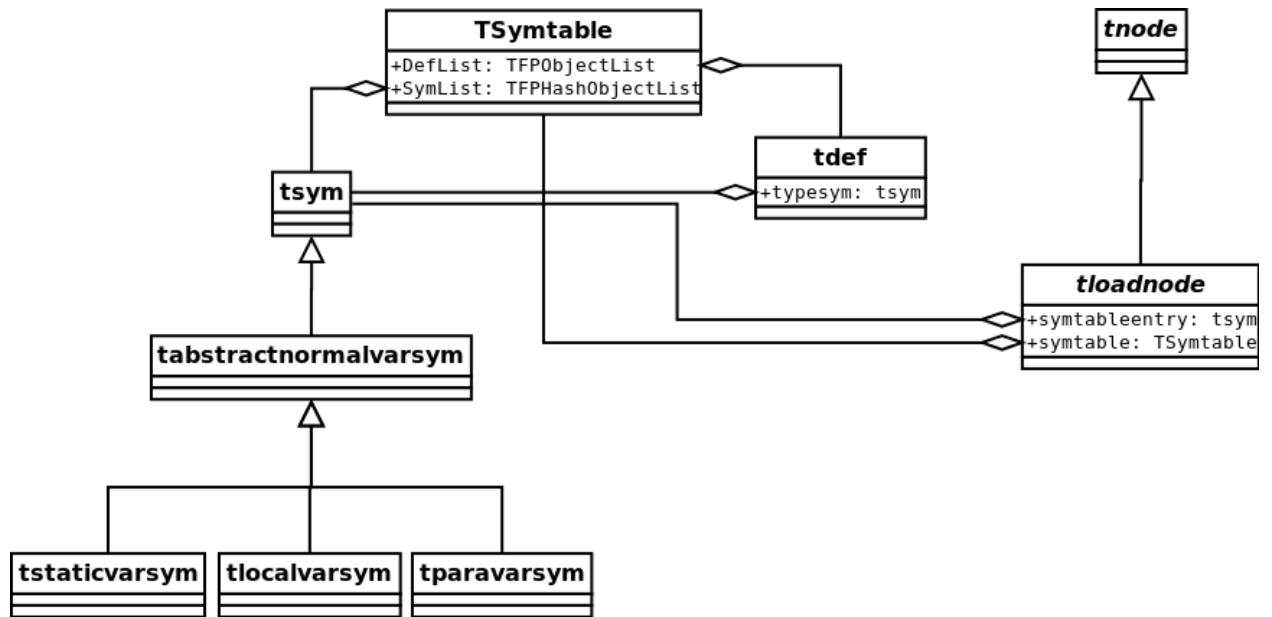 TSymtable
+DefList: TFPObjectList
+SymList: TFPHashObjectList
tnode
tdef
+typesym: tsym
tsym
tloadnode
+symtableentry: tsym
+symtable: TSymtable
tabstractnormalvarsym
tstaticvarsym
tlocalvarsym
tparavarsym